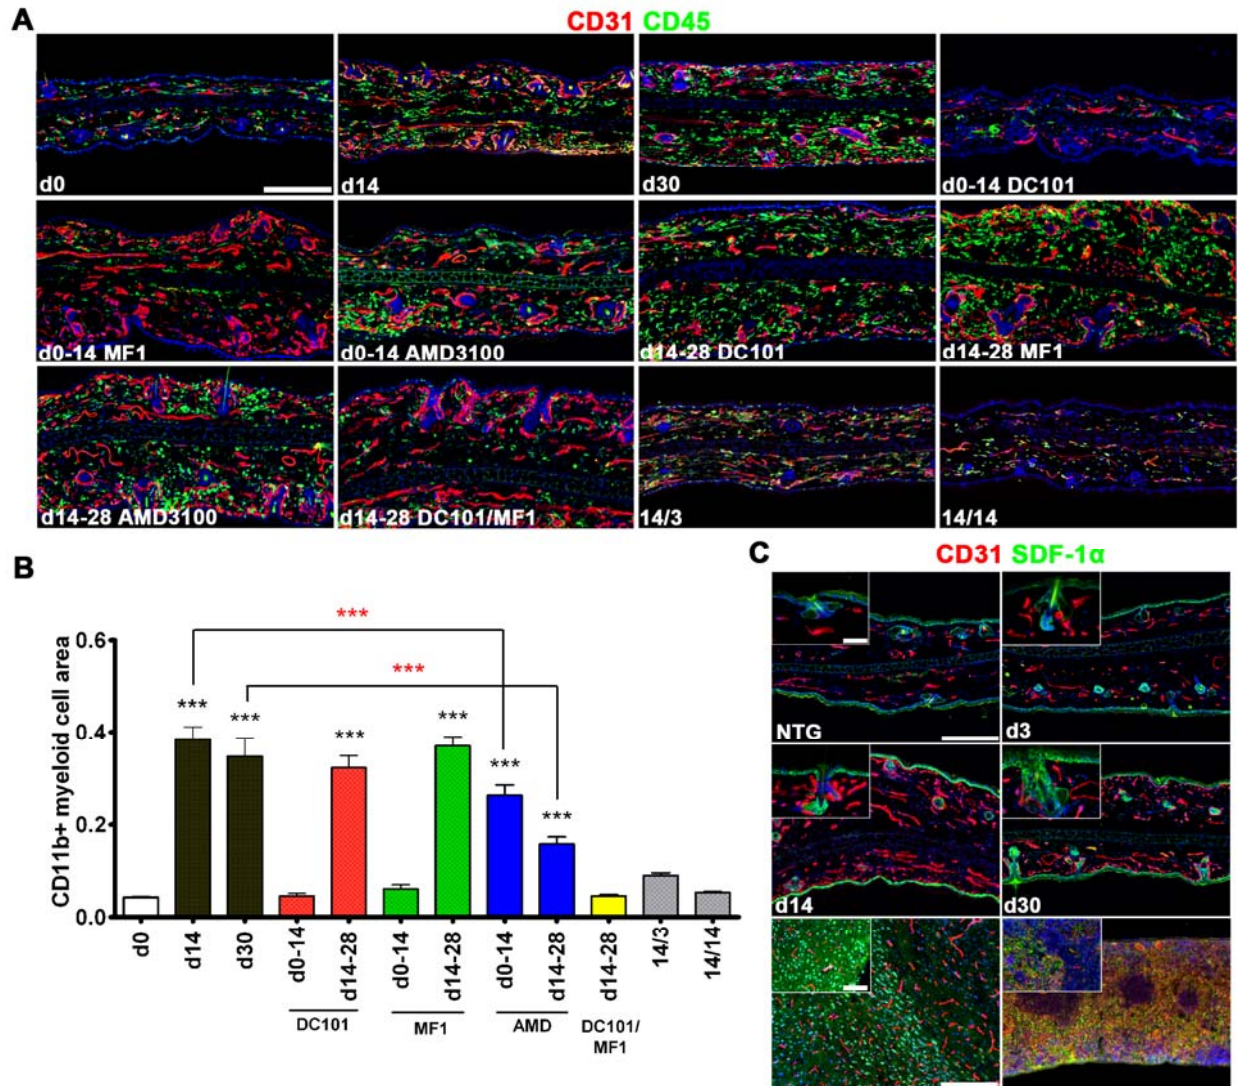 A
CD31 CD45
d0
d14
d30
d0-14 DC101
d0-14 MF1
d0-14 AMD3100
d14-28 DC101
d14-28 MF1
d14-28 AMD3100
d14-28 DC101/MF1
14/3
14/14
B
CD11b+ myeloid cell area
0.6
0.4
0.2
0.0
***
***
***
***
***
***
***
***
d0
d14
d30
d0-14
d14-28
d0-14
d14-28
d0-14
d14-28
d14-28
14/3
14/14
DC101
MF1
AMD
DC101/
MF1
C
CD31 SDF-1α
NTG
d3
d14
d30